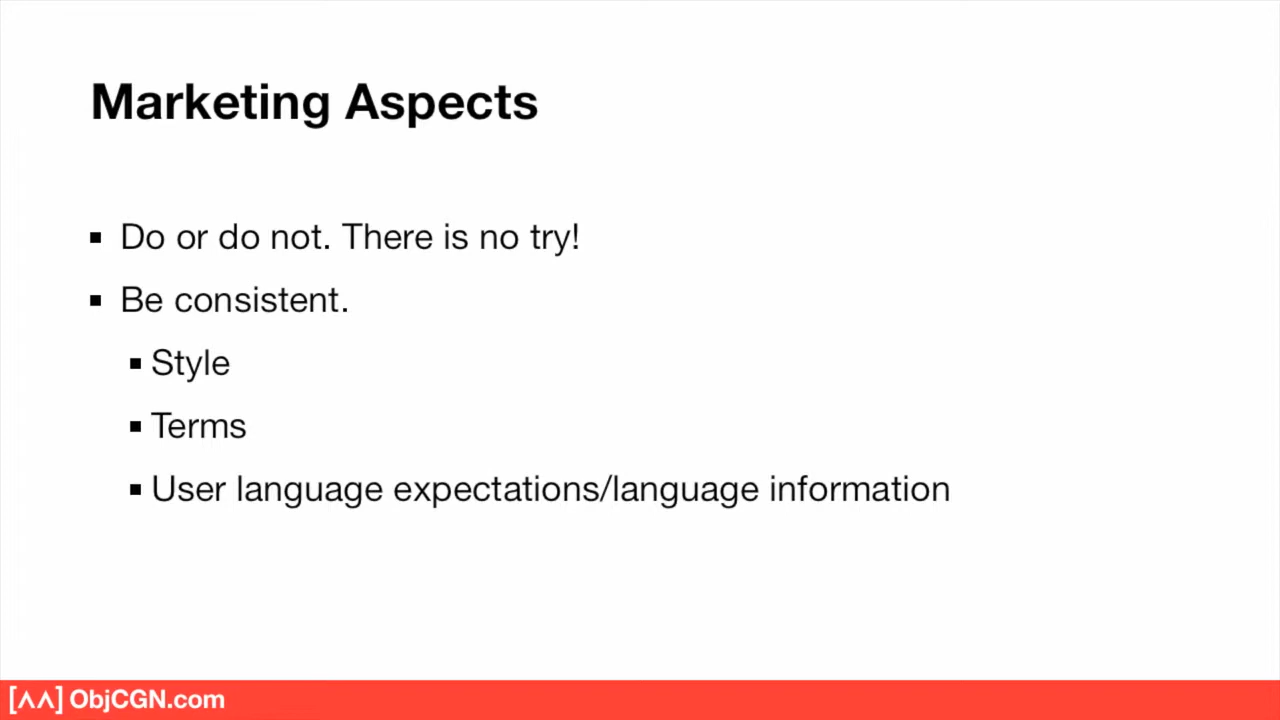 Marketing Aspects
▪ Do or do not. There is no try!
▪ Be consistent.
▪ Style
▪ Terms
▪ User language expectations/language information
[ʌʌ] ObjCGN.com